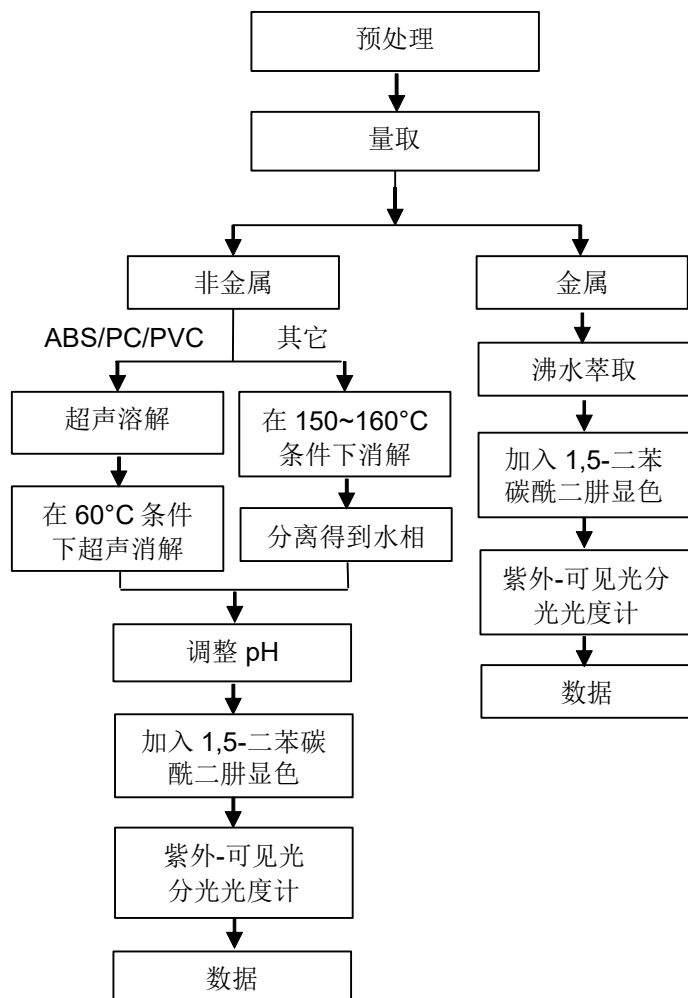 预处理
量取
非金属
金属
ABS/PC/PVC
其它
沸水萃取
超声溶解
在 150~160°C
条件下消解
加入 1,5-二苯
碳酰二肼显色
在 60°C 条件
下超声消解
分离得到水相
紫外-可见光分
光光度计
调整 pH
数据
加入 1,5-二苯碳
酰二肼显色
紫外-可见光
分光光度计
数据